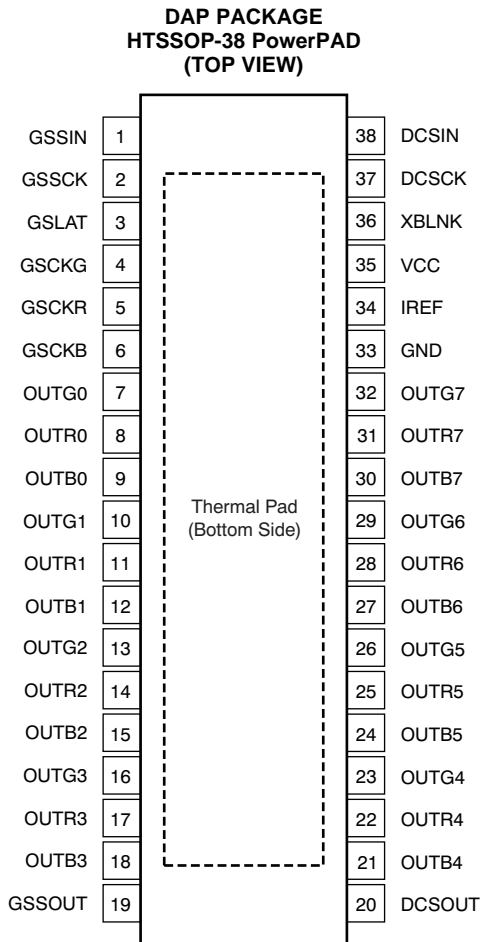 DAP PACKAGE
HTSSOP-38 PowerPAD
(TOP VIEW)
GSSIN 1 38 DCSIN
GSSCK 2 37 DCSCK
GSLAT 3 36 XBLNK
GSCKG 4 35 VCC
GSCKR 5 34 IREF
GSCKB 6 33 GND
OUTG0 7 32 OUTG7
OUTR0 8 31 OUTR7
OUTB0 9 30 OUTB7
Thermal Pad
(Bottom Side)
OUTG1 10 29 OUTG6
OUTR1 11 28 OUTR6
OUTB1 12 27 OUTB6
OUTG2 13 26 OUTG5
OUTR2 14 25 OUTR5
OUTB2 15 24 OUTB5
OUTG3 16 23 OUTG4
OUTR3 17 22 OUTR4
OUTB3 18 21 OUTB4
GSSOUT 19 20 DCSOUT